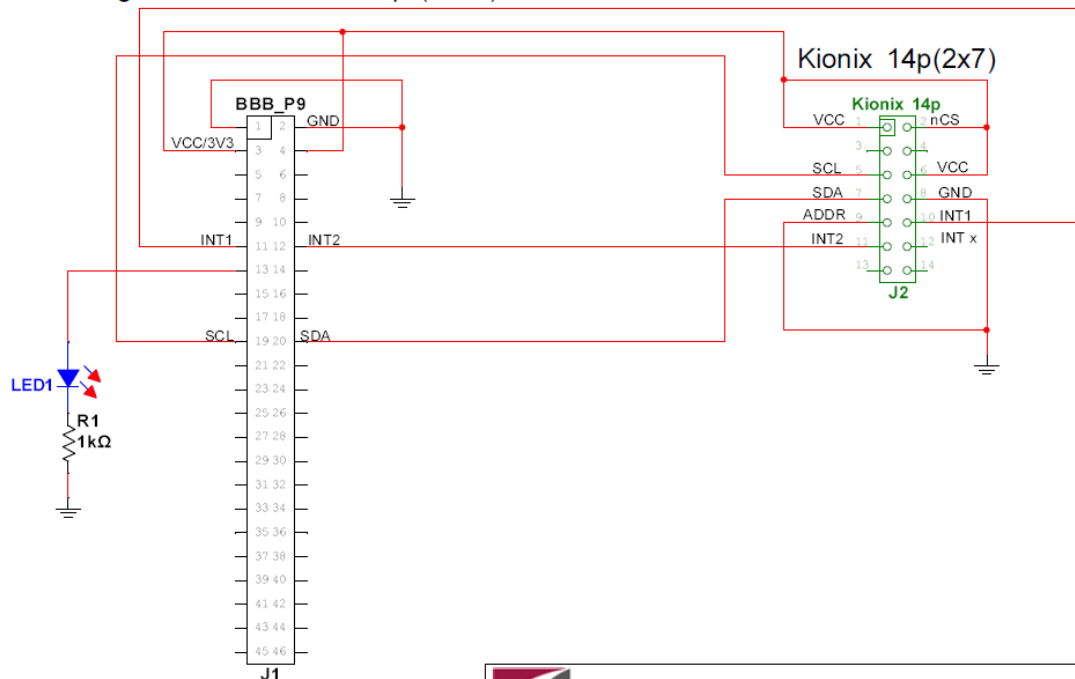 Kionix 14p(2x7)
BBB_P9
Kionix 14p
1 2 GND
VCC/3V3 3 4
5 6
7 8
9 10
INT1 11 12 INT2
13 14
15 16
17 18
SCL 19 20 SDA
21 22
23 24
25 26
27 28
29 30
31 32
33 34
35 36
37 38
39 40
41 42
43 44
45 46
J1
VCC 1 2 nCS
3 4
SCL 5 6 VCC
SDA 7 8 GND
ADDR 9 10 INT1
INT2 11 12 INT x
13 14
J2
LED1
R1
1kΩ